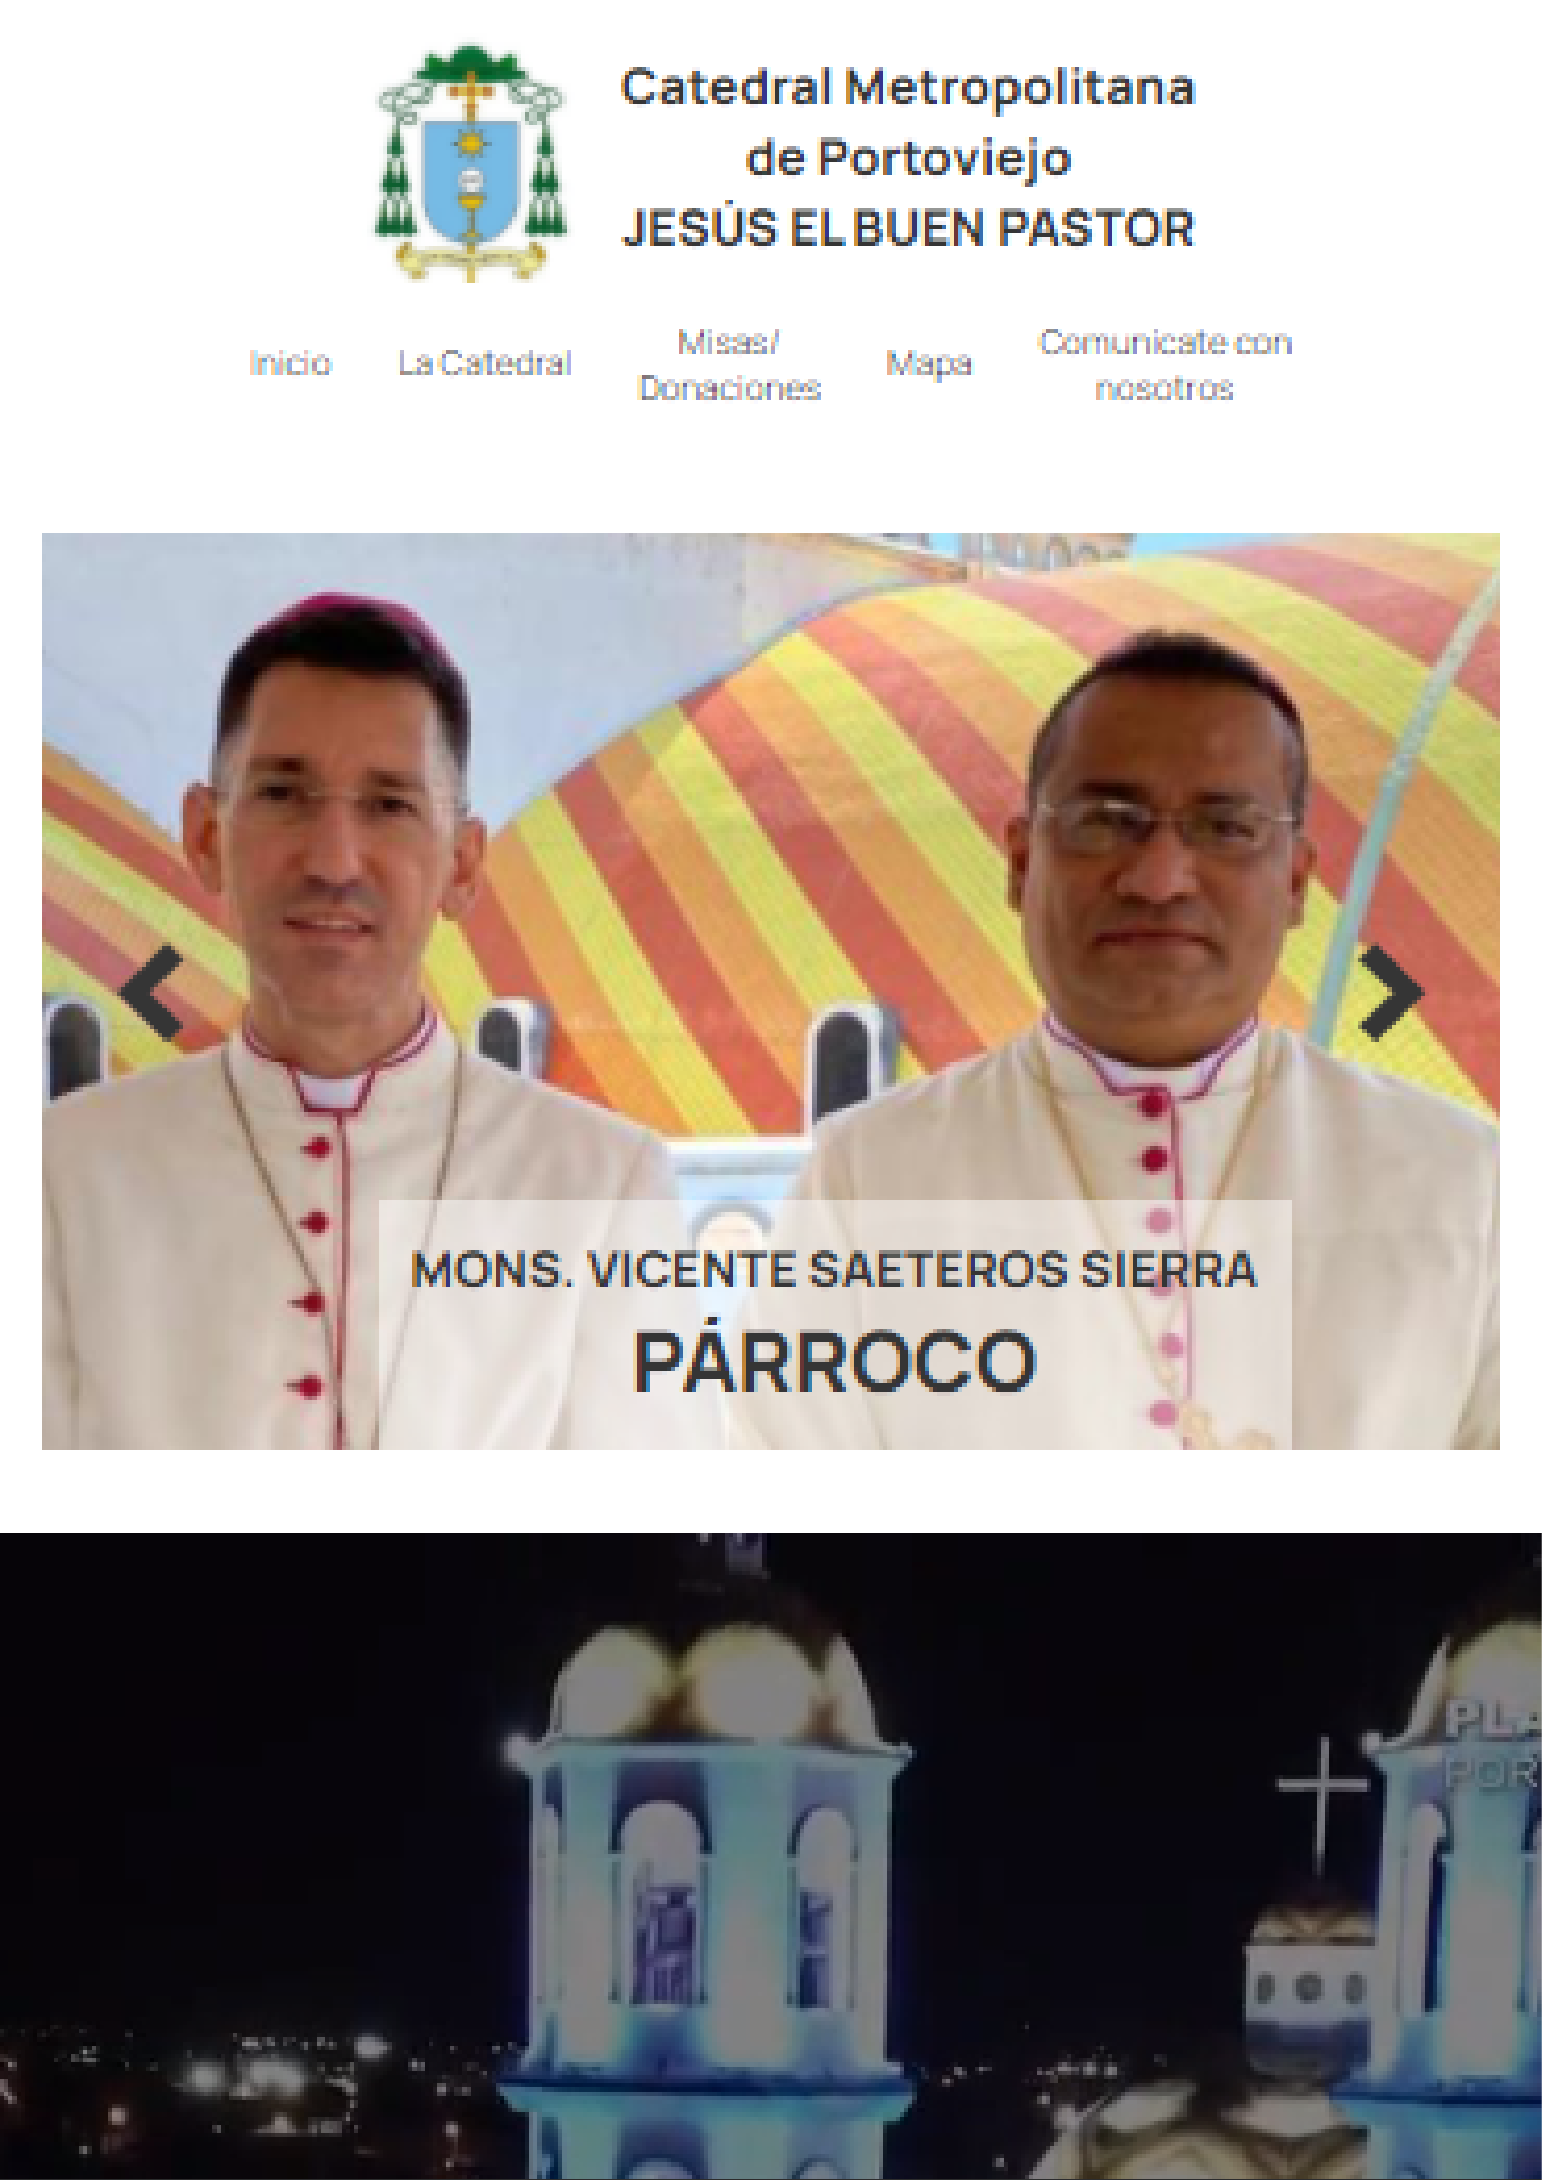 Catedral Metropolitana
de Portoviejo
JESÚS EL BUEN PASTOR
Inicio
La Catedral
Misas/
Donaciones
Mapa
Comunicate con
nosotros
MONS. VICENTE SAETEROS SIERRA
PÁRROCO
PLA
POR